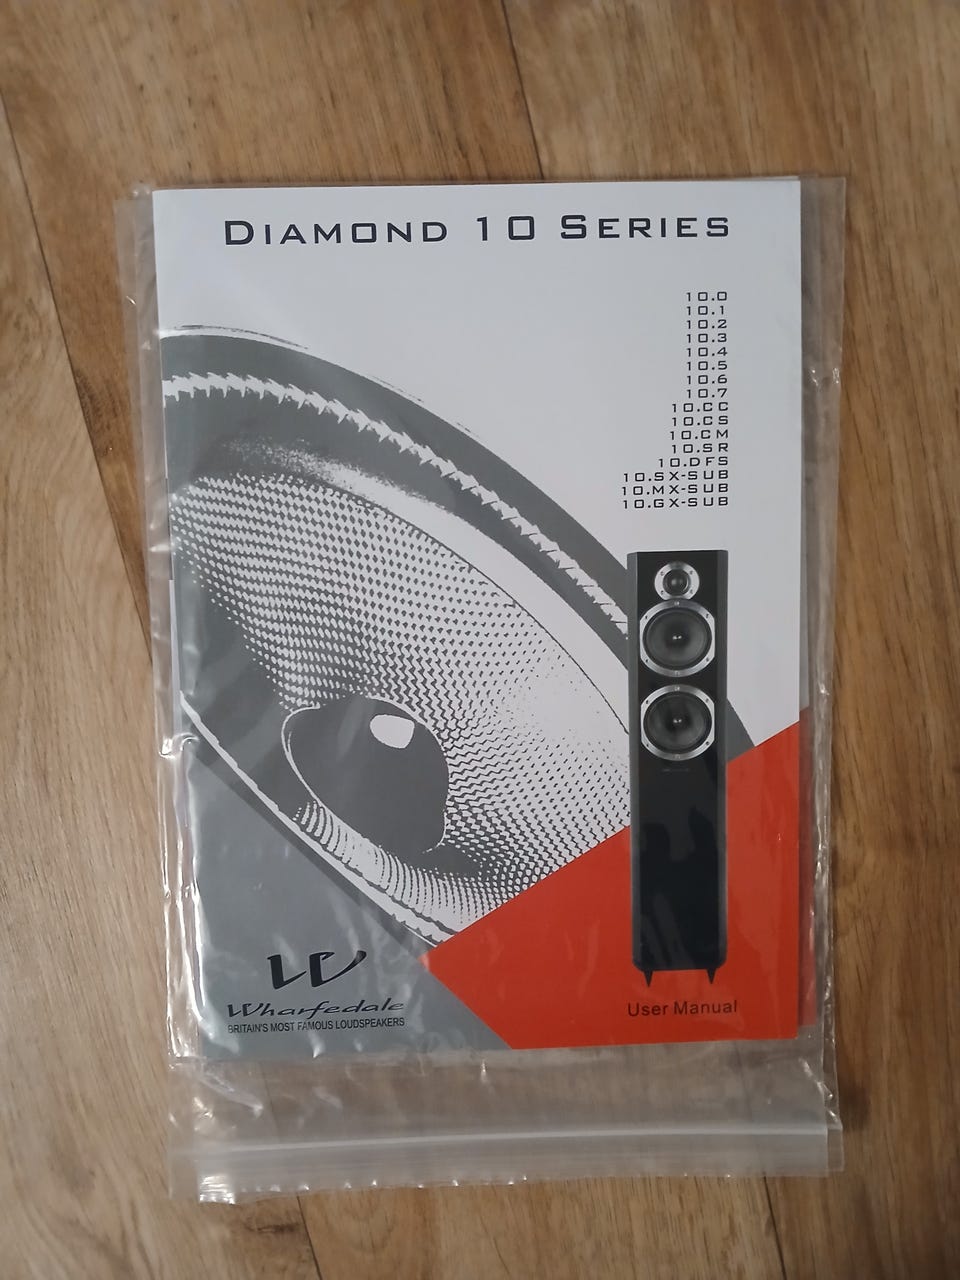 DIAMOND 10 SERIES
10.0
10.1
10.2
10.3
10.4
10.5
10.6
10.7
10.CC
10.CS
10.CM
10.SR
10.DFS
10.SX-SUB
10.MX-SUB
10.GX-SUB
Wharfedale
BRITAIN'S MOST FAMOUS LOUDSPEAKERS
User Manual